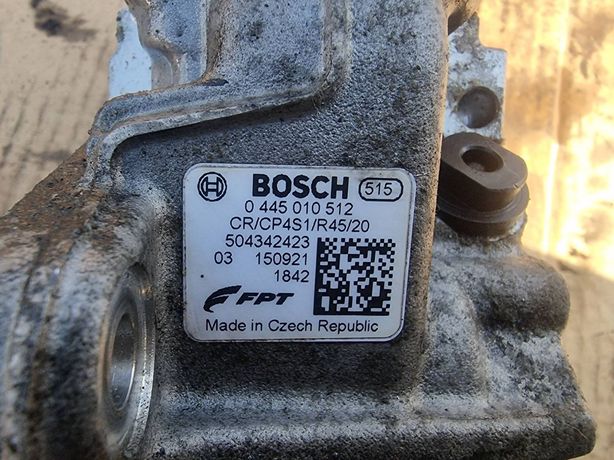 BOSCH 515
0 445 010 512
CR/CP4S1/R45/20
504342423
03 150921
1842
FPT
Made in Czech Republic